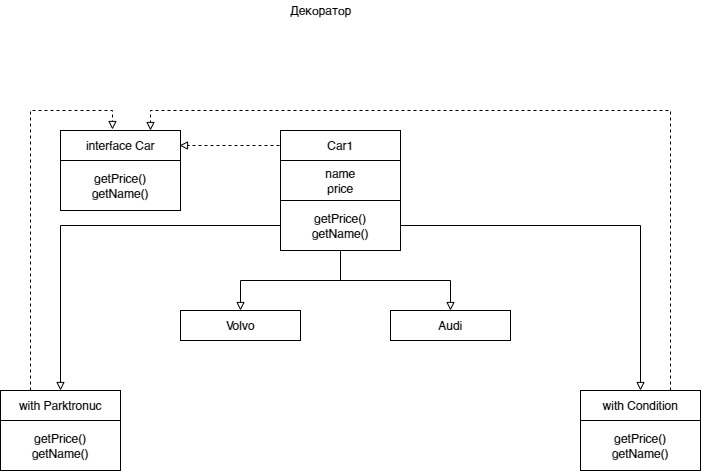 Декоратор
interface Car
getPrice()
getName()
Car1
name
price
getPrice()
getName()
Volvo
Audi
with Parktronuc
getPrice()
getName()
with Condition
getPrice()
getName()